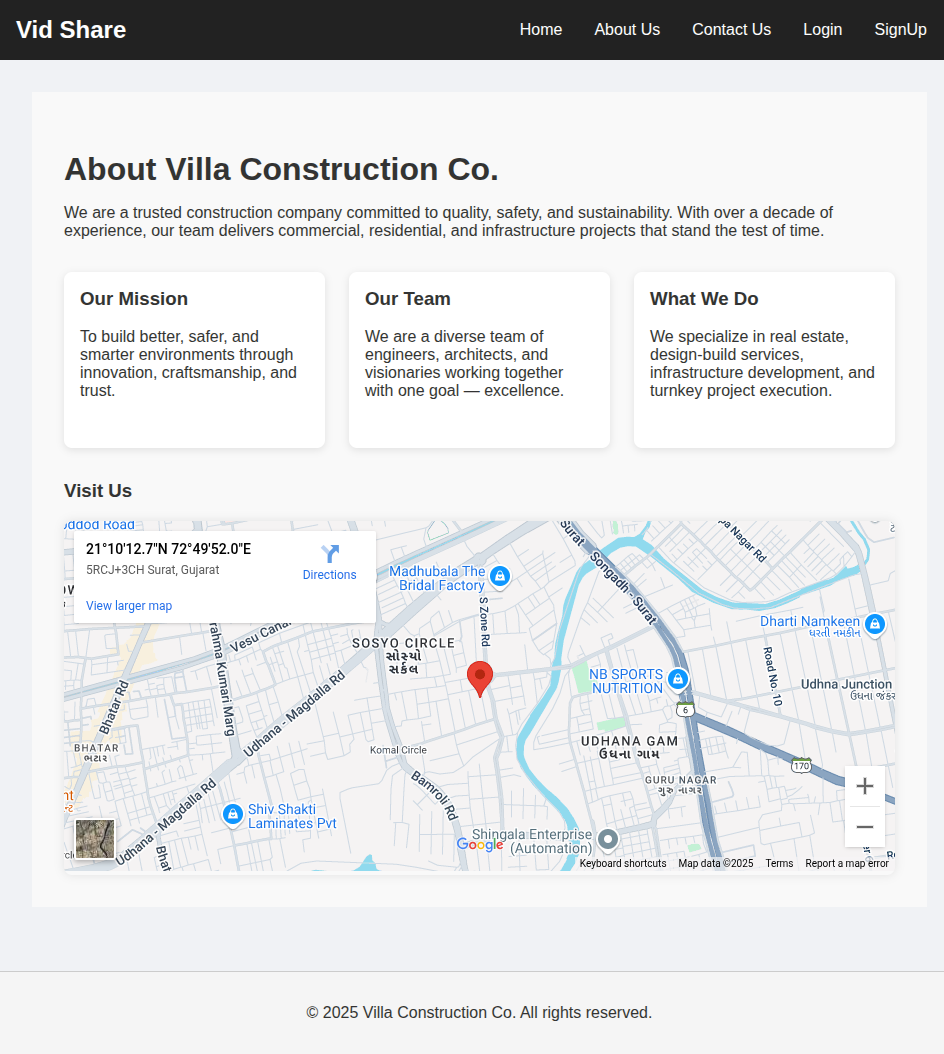 Vid Share
Home
About Us
Contact Us
Login
SignUp
About Villa Construction Co.
We are a trusted construction company committed to quality, safety, and sustainability. With over a decade of
experience, our team delivers commercial, residential, and infrastructure projects that stand the test of time.
Our Mission
To build better, safer, and
smarter environments through
innovation, craftsmanship, and
trust.
Our Team
We are a diverse team of
engineers, architects, and
visionaries working together
with one goal — excellence.
What We Do
We specialize in real estate,
design-build services,
infrastructure development, and
turnkey project execution.
Visit Us
21°10'12.7"N 72°49'52.0"E
5RCJ+3CH Surat, Gujarat
Directions
View larger map
Road
Madhubala The
Bridal Factory
S Zone Rd
Surat
Songadh - Surat
Nagar Rd
Dharti Namkeen
ધરતી નમકીન
Vesu Canal
Kumari Marg
SOSYO CIRCLE
સોસ્યો
સર્કલ
NB SPORTS
NUTRITION
Road No. 10
Udhna Junction
Bhatar Rd
Udhana - Magdalla Rd
6
BHATAR
ભટાર
Komal Circle
UDHANA GAM
ઉધના ગામ
170
GURU NAGAR
ગુરુ નાગર
Bamroli Rd
Shiv Shakti
Laminates Pvt
Udhana - Magdalla Rd
Shingala Enterprise
(Automation)
Google
Keyboard shortcuts
Map data ©2025
Terms
Report a map error
© 2025 Villa Construction Co. All rights reserved.